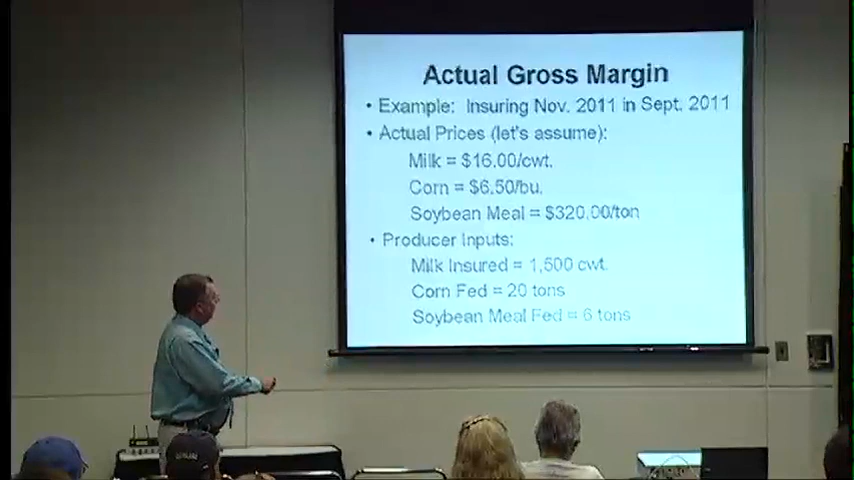 Actual Gross Margin
• Example: Insuring Nov. 2011 in Sept. 2011
• Actual Prices (let's assume):
Milk = $16.00/cwt.
Corn = $6.50/bu.
Soybean Meal = $320.00/ton
• Producer Inputs:
Milk Insured = 1,500 cwt.
Corn Fed = 20 tons
Soybean Meal Fed = 6 tons